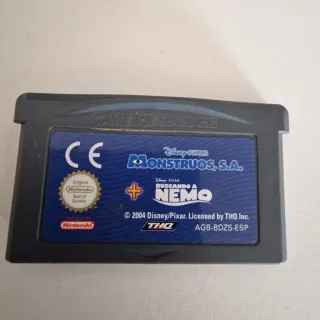 GAME BOY ADVANCE
CE
Disney·PIXAR
MONSTRUOS, S.A.
+
DISNEY·PIXAR
BUSCANDO A
NEMO
Original
Nintendo
Seal of
Quality
Nintendo
© 2004 Disney/Pixar. Licensed by THQ Inc.
THQ
AGB-BDZS-ESP